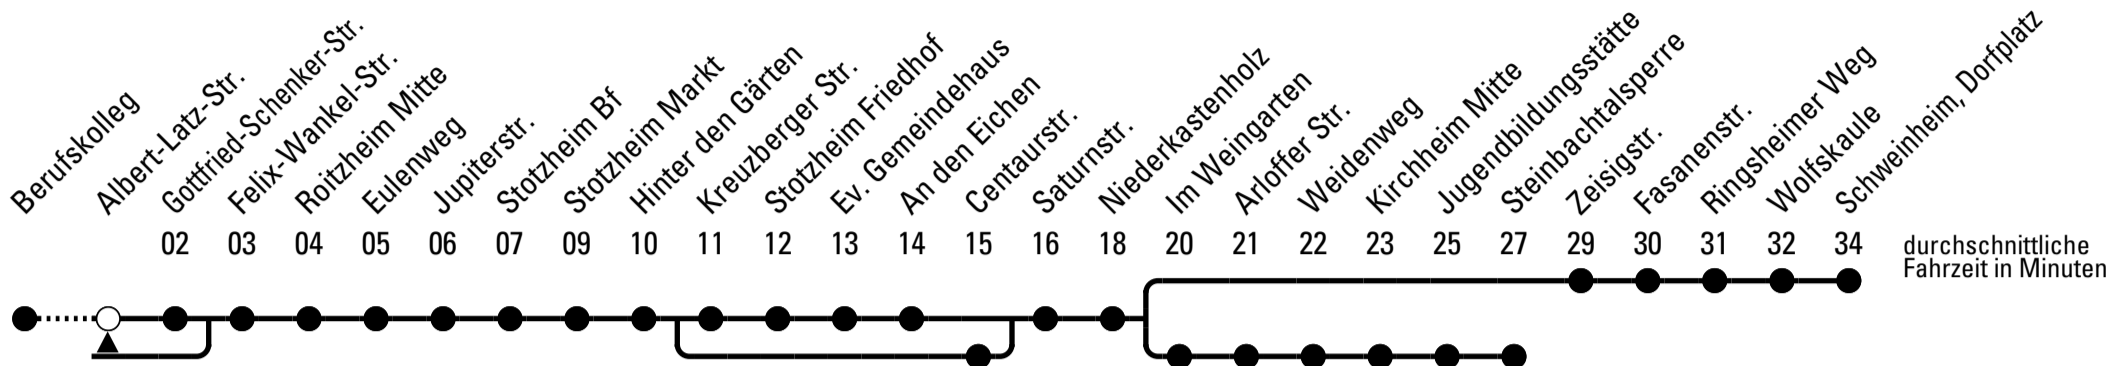 Berufskolleg
Albert-Latz-Str.
Gottfried-Schenker-Str.
Felix-Wankel-Str.
Roitzheim Mitte
Eulenweg
Jupiterstr.
Stotzheim Bf
Stotzheim Markt
Hinter den Gärten
Kreuzberger Str.
Stotzheim Friedhof
Ev. Gemeindehaus
An den Eichen
Centaurstr.
Saturnstr.
Niederkastenholz
Im Weingarten
Arloffer Str.
Weidenweg
Kirchheim Mitte
Jugendbildungsstätte
Steinbachtalsperre
Zeisigstr.
Fasanenstr.
Ringsheimer Weg
Wolfskaule
Schweinheim, Dorfplatz
02 03 04 05 06 07 09 10 11 12 13 14 15 16 18 20 21 22 23 25 27 29 30 31 32 34
durchschnittliche
Fahrzeit in Minuten